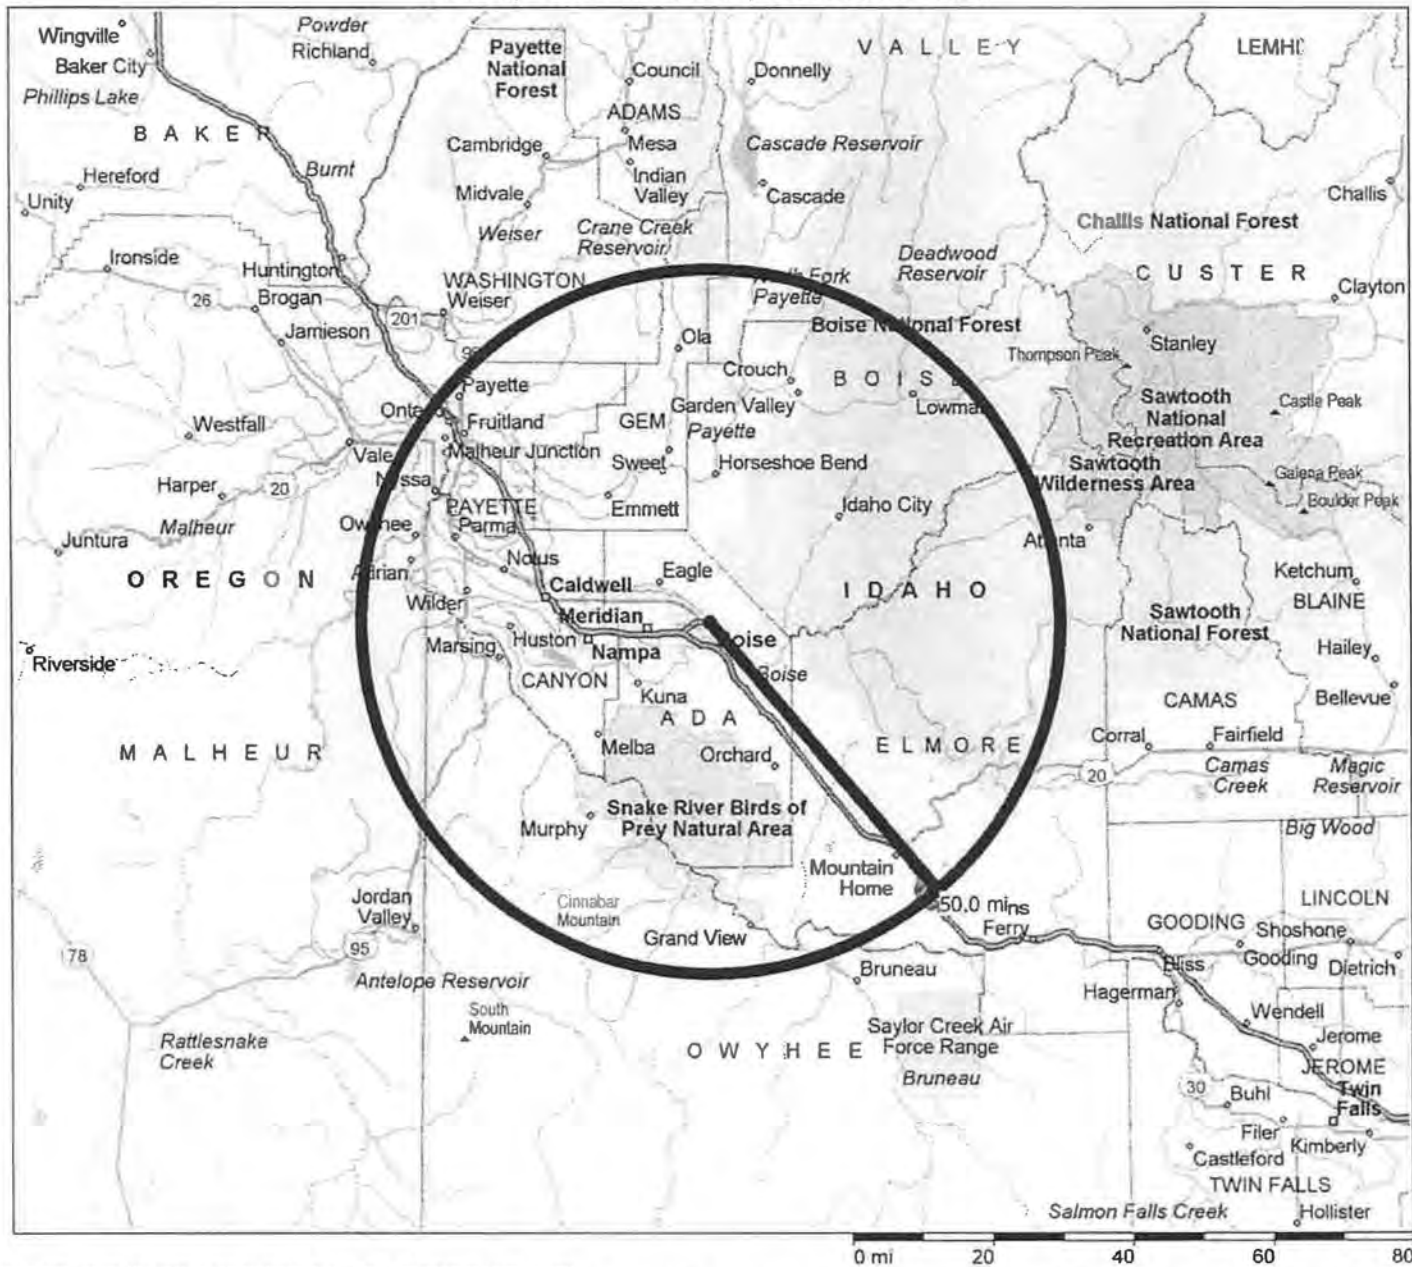 Wingville
Powder
Richland
Payette
National
Forest
Council
Donnelly
VALLEY
LEMHI
Baker City
Phillips Lake
BAKER
ADAMS
Mesa
Cascade Reservoir
Cambridge
Indian
Valley
Hereford
Burnt
Midvale
Cascade
Challis
Unity
Weiser
Crane Creek
Reservoir
Challis National Forest
Ironside
Deadwood
Reservoir
CUSTER
Huntington
WASHINGTON
Fork
Payette
Clayton
26
Brogan
Weiser
201
Boise National Forest
Jamieson
Ola
Stanley
Thompson Peak
Payette
Crouch
BOISE
Castle Peak
Sawtooth
National
Recreation Area
Fruitland
GEM
Garden Valley
Payette
Westfall
Malheur Junction
Vale
Sweet
Horseshoe Bend
Sawtooth
Wilderness Area
Galena Peak
Boulder Peak
Harper
20
Emmett
Idaho City
Malheur
PAYETTE
Parma
Juntura
Atlanta
OREGON
Notus
Adrian
Eagle
IDAHO
Ketchum
BLAINE
Caldwell
Wilder
Meridian
Sawtooth
National Forest
Boise
Marsing
Huston
Nampa
Hailey
Riverside
Boise
CANYON
Kuna
CAMAS
Bellevue
ADA
MALHEUR
Melba
Orchard
ELMORE
Corral
Fairfield
20
Camas
Creek
Magic
Reservoir
Snake River Birds of
Prey Natural Area
Murphy
Big Wood
Mountain
Home
Jordan
Valley
Cinnabar
Mountain
50.0 mi
ns
Ferry
LINCOLN
GOODING
Shoshone
Grand View
Gooding
78
95
Antelope Reservoir
Bruneau
Bliss
Dietrich
Hagerman
South
Mountain
Wendell
Rattlesnake
Creek
Saylor Creek Air
Force Range
Jerome
OWYHEE
Bruneau
JEROME
30
Buhl
Twin
Falls
Filer
Kimberly
Castleford
TWIN FALLS
Salmon Falls Creek
Hollister
0 mi 20 40 60 80